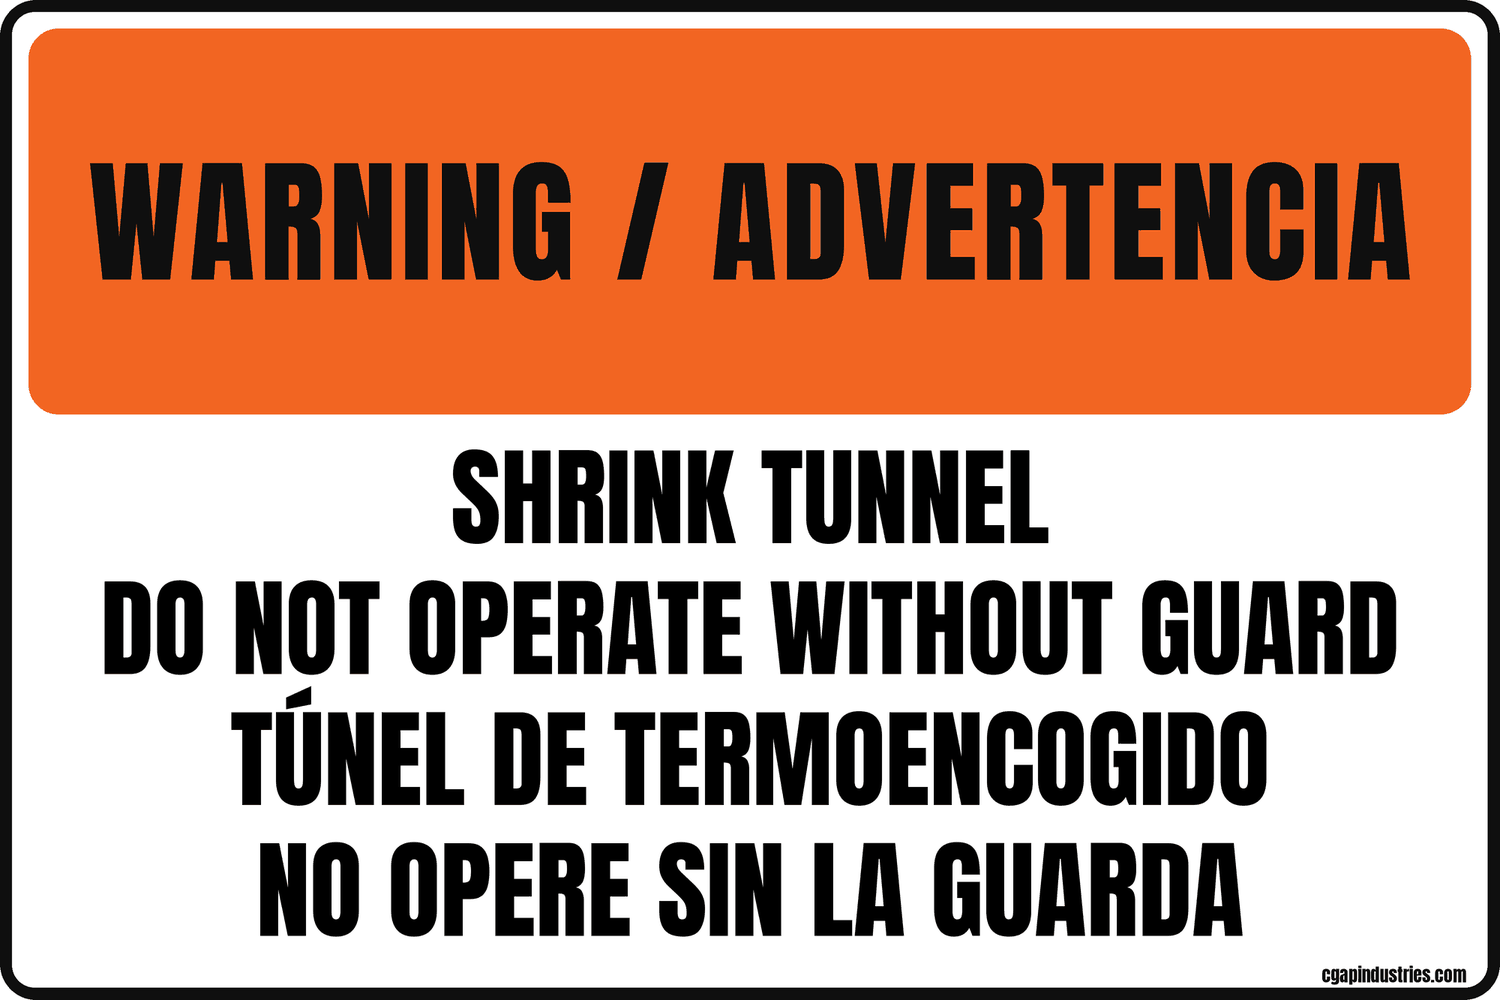 WARNING / ADVERTENCIA
SHRINK TUNNEL
DO NOT OPERATE WITHOUT GUARD
TÚNEL DE TERMOENCOGIDO
NO OPERE SIN LA GUARDA
cgapindustries.com